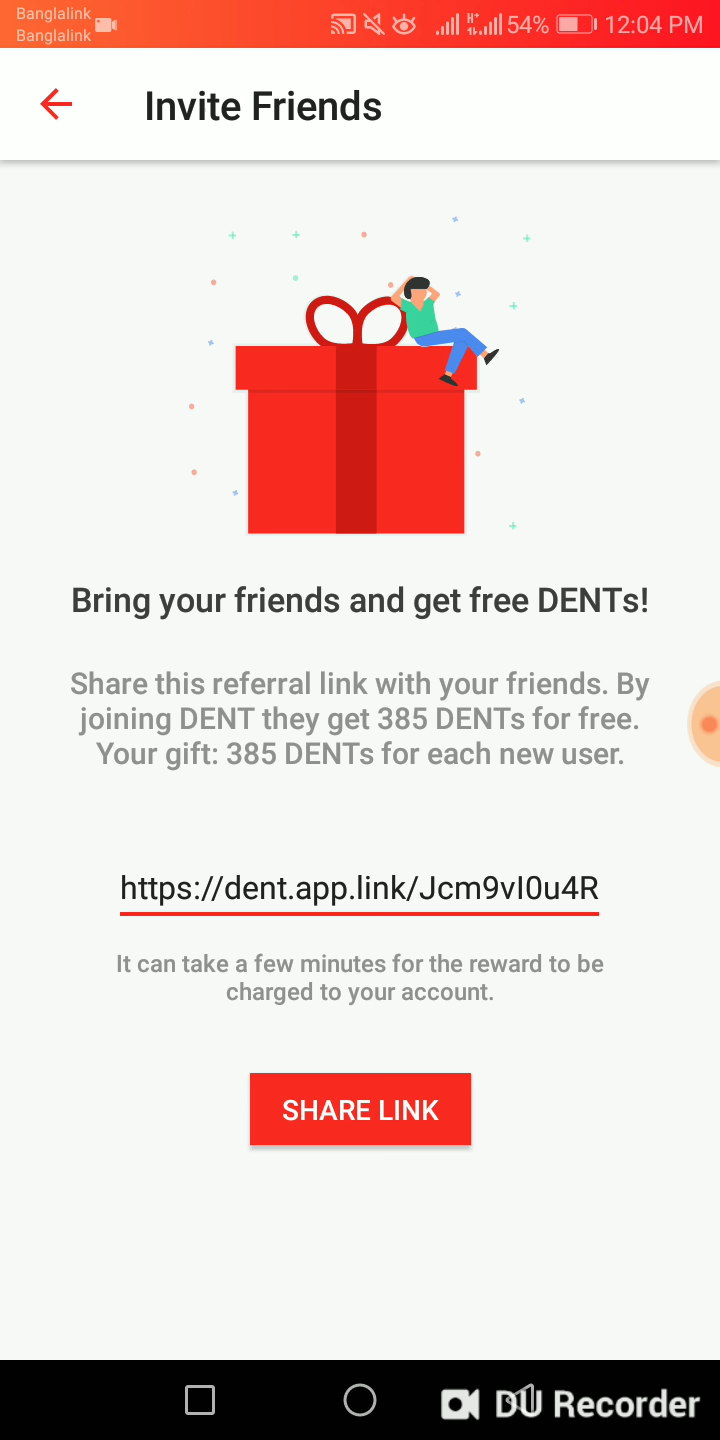 Banglalink
Banglalink
54%
12:04 PM
Invite Friends
Bring your friends and get free DENTs!
Share this referral link with your friends. By
joining DENT they get 385 DENTs for free.
Your gift: 385 DENTs for each new user.
https://dent.app.link/Jcm9vI0u4R
It can take a few minutes for the reward to be
charged to your account.
SHARE LINK
DU Recorder